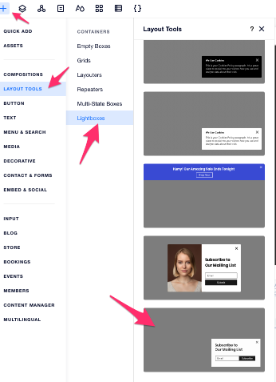 Layout Tools
QUICK ADD
ASSETS
COMPOSITIONS
LAYOUT TOOLS
BUTTON
TEXT
MENU & SEARCH
MEDIA
DECORATIVE
CONTACT & FORMS
EMBED & SOCIAL
INPUT
BLOG
STORE
BOOKINGS
EVENTS
MEMBERS
CONTENT MANAGER
MULTILINGUAL
CONTAINERS
Empty Boxes
Grids
Layouters
Repeaters
Multi-State Boxes
Lightboxes
We Use Cookies
We Use Cookies
Hurry! Our Amazing Sale Ends Tonight
Subscribe to
Our Mailing List
Subscribe to
Our Mailing List